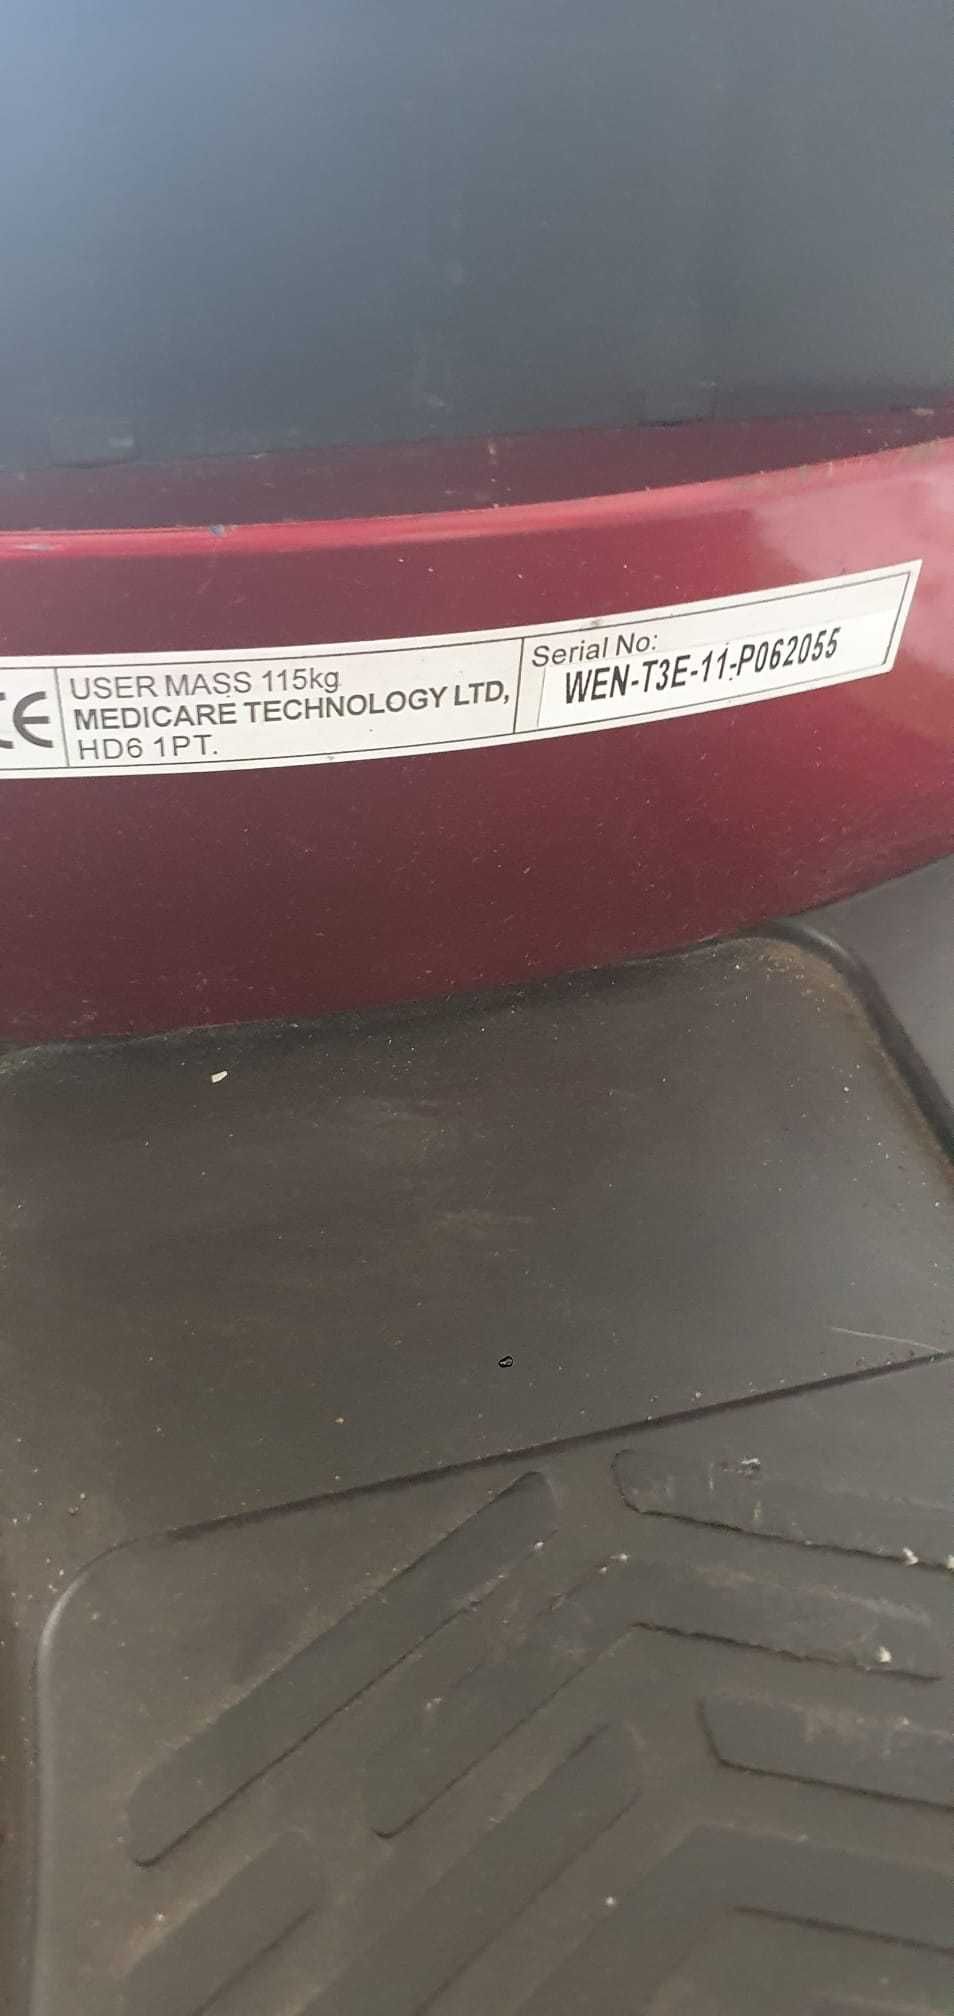 CE
USER MASS 115kg
MEDICARE TECHNOLOGY LTD,
HD6 1PT.
Serial No:
WEN-T3E-11-P062055